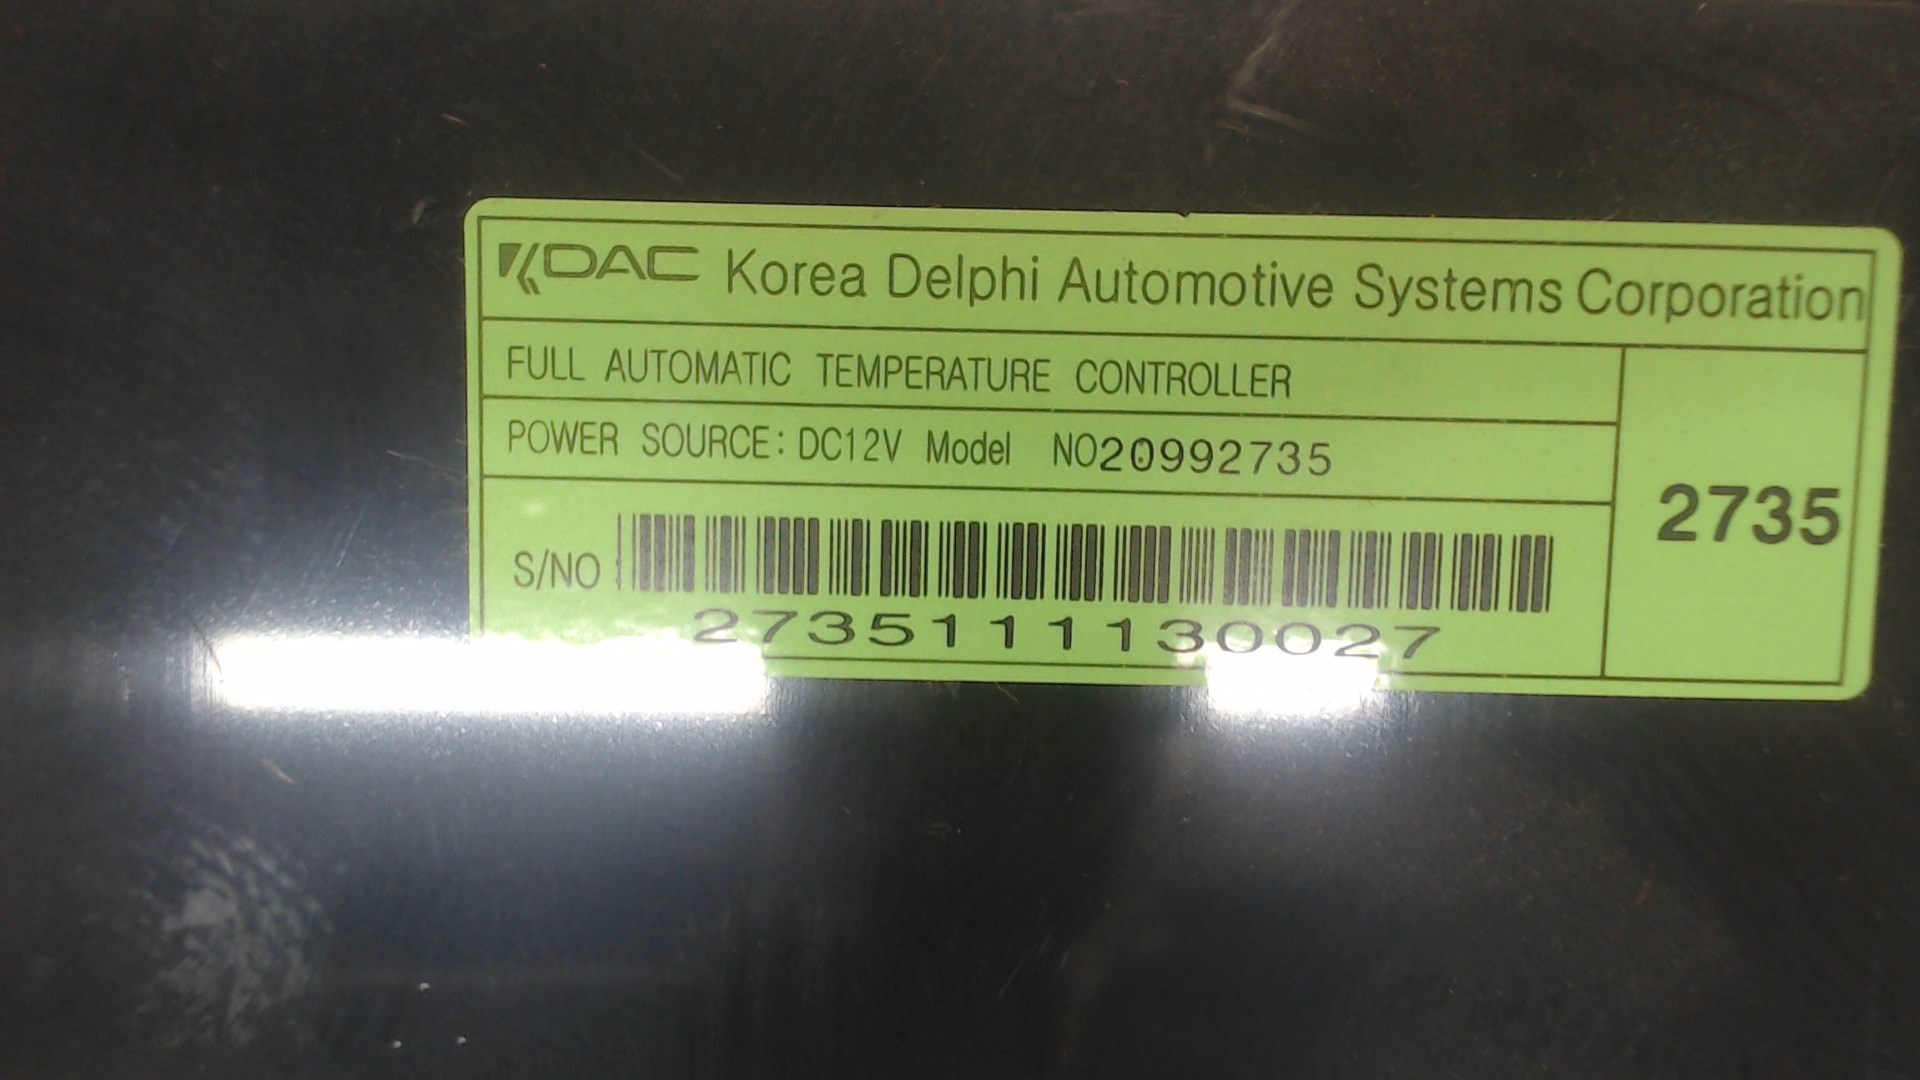 KDAC Korea Delphi Automotive Systems Corporation
FULL AUTOMATIC TEMPERATURE CONTROLLER
POWER SOURCE: DC12V Model NO20992735
2735
S/NO
2735111130027